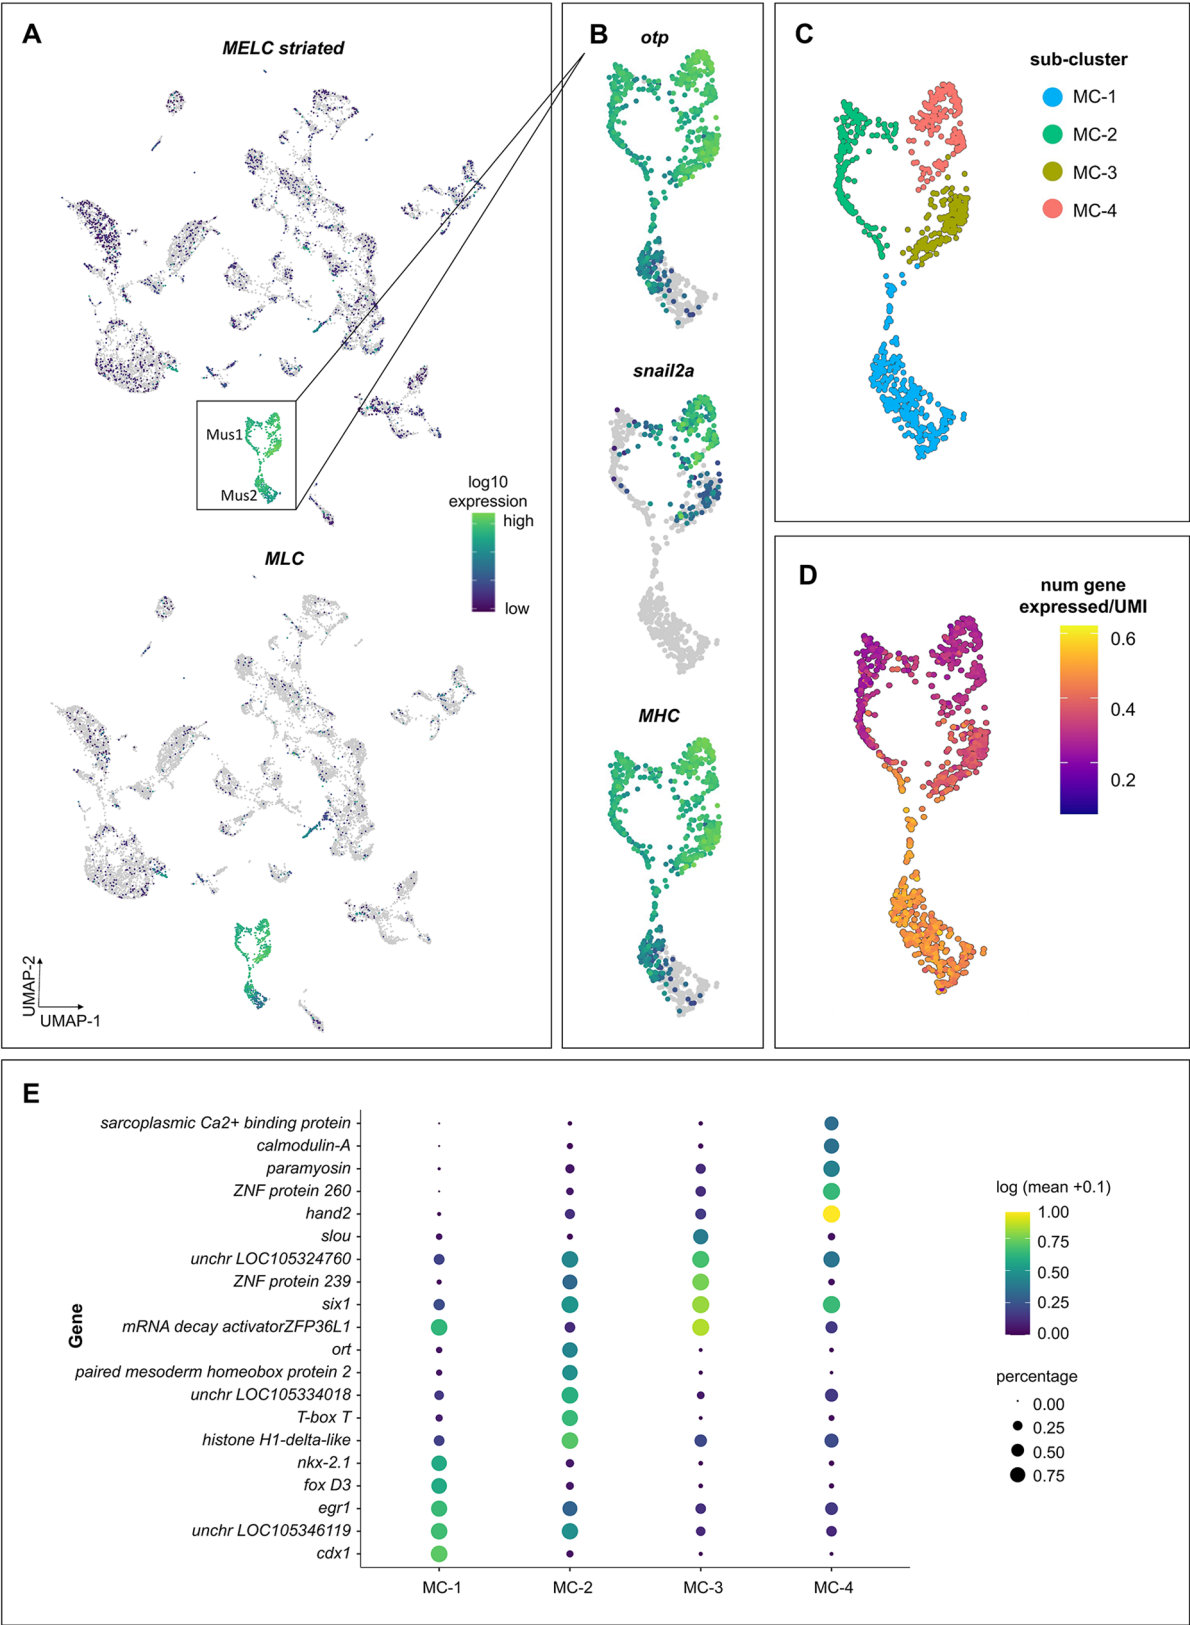 A
MELC striated
Mus1
Mus2
log10
expression
high
low
MLC
UMAP-2
UMAP-1
B
otp
snail2a
MHC
C
sub-cluster
MC-1
MC-2
MC-3
MC-4
D
num gene
expressed/UMI
0.6
0.4
0.2
E
Gene
sarcoplasmic Ca2+ binding protein
calmodulin-A
paramyosin
ZNF protein 260
hand2
slou
unchr LOC105324760
ZNF protein 239
six1
mRNA decay activatorZFP36L1
ort
paired mesoderm homeobox protein 2
unchr LOC105334018
T-box T
histone H1-delta-like
nkx-2.1
fox D3
egr1
unchr LOC105346119
cdx1
MC-1 MC-2 MC-3 MC-4
log (mean +0.1)
1.00
0.75
0.50
0.25
0.00
percentage
0.00
0.25
0.50
0.75